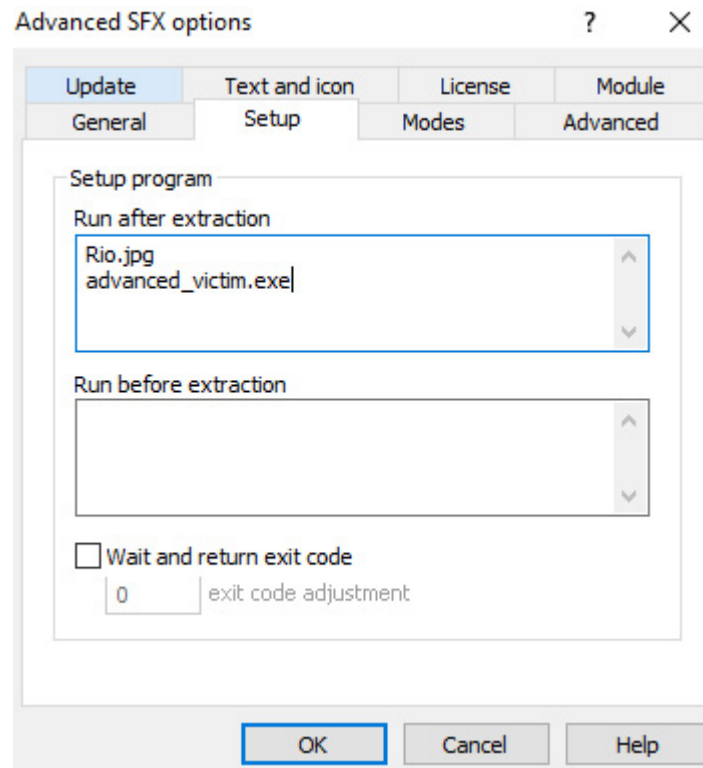 Advanced SFX options
?
Update
Text and icon
License
Module
General
Setup
Modes
Advanced
Setup program
Run after extraction
Rio.jpg
advanced_victim.exe
Run before extraction
Wait and return exit code
0
exit code adjustment
OK
Cancel
Help